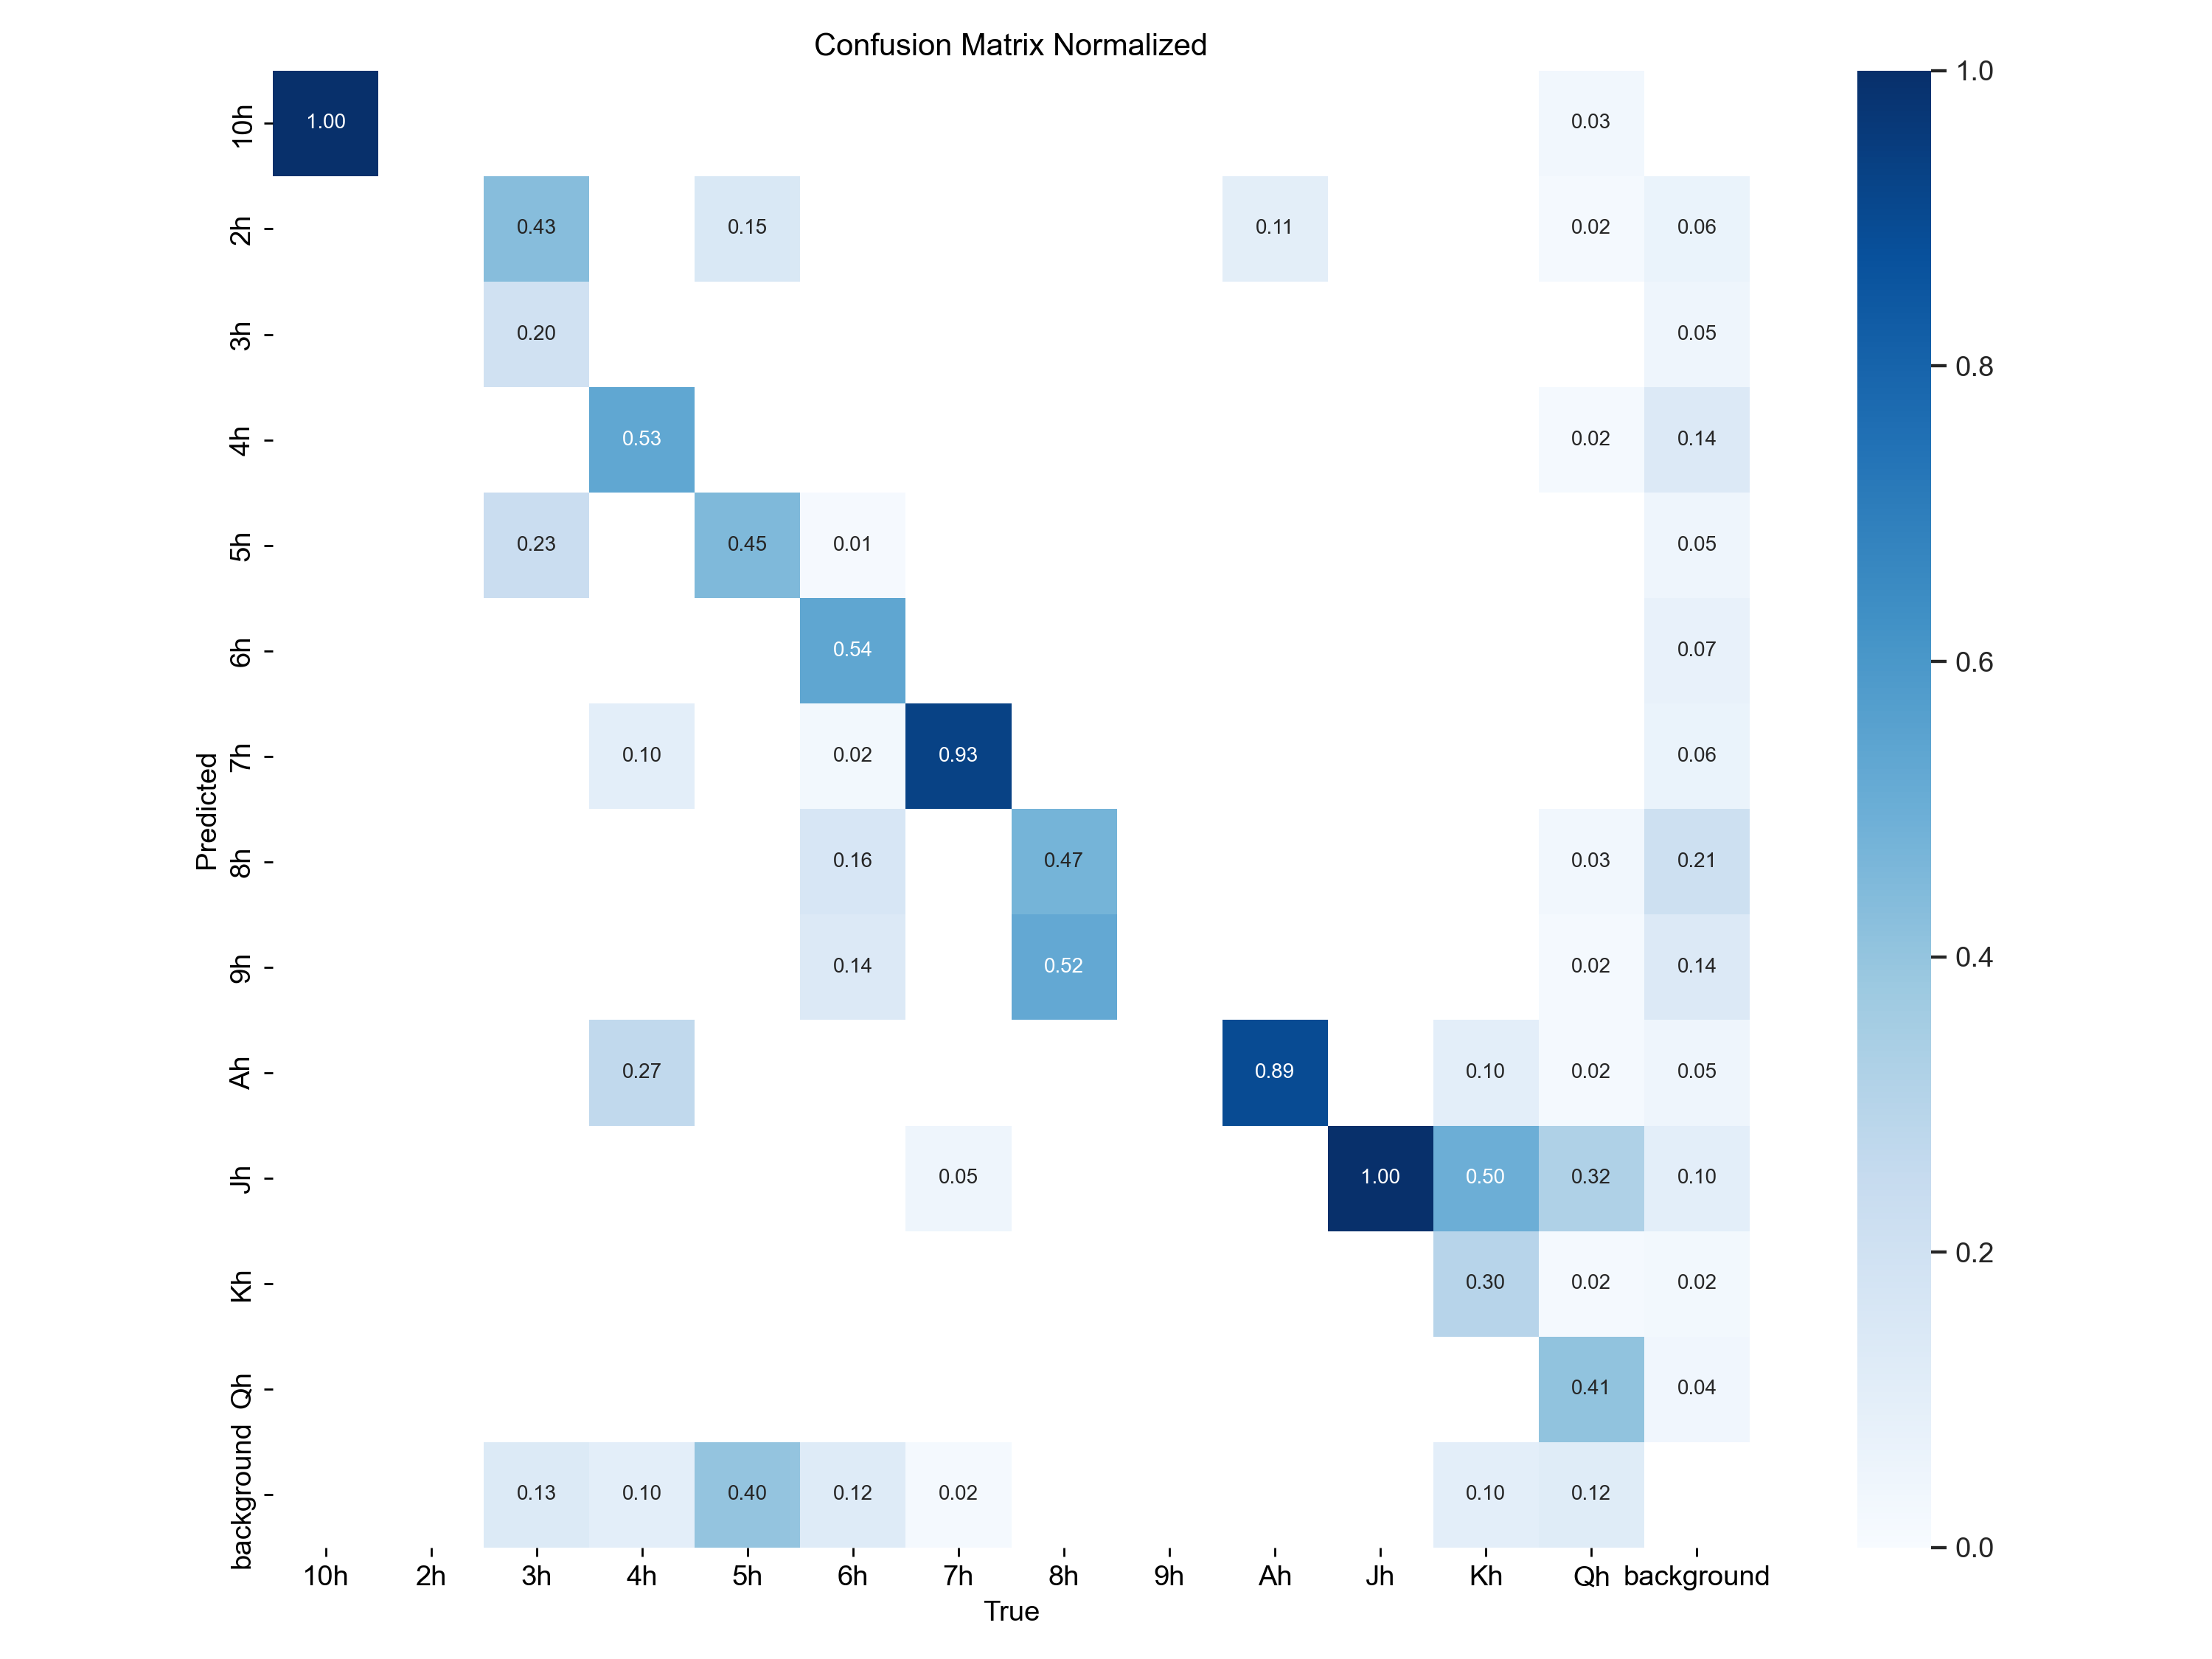 Confusion Matrix Normalized
10h 1.00 0.03
2h 0.43 0.15 0.11 0.02 0.06
3h 0.20 0.05
4h 0.53 0.02 0.14
5h 0.23 0.45 0.01 0.05
6h 0.54 0.07
7h 0.10 0.02 0.93 0.06
8h 0.16 0.47 0.03 0.21
9h 0.14 0.52 0.02 0.14
Ah 0.27 0.89 0.10 0.02 0.05
Jh 0.05 1.00 0.50 0.32 0.10
Kh 0.30 0.02 0.02
Qh 0.41 0.04
background 0.13 0.10 0.40 0.12 0.02 0.10 0.12
10h 2h 3h 4h 5h 6h 7h 8h 9h Ah Jh Kh Qh background
True
Predicted
1.0
0.8
0.6
0.4
0.2
0.0